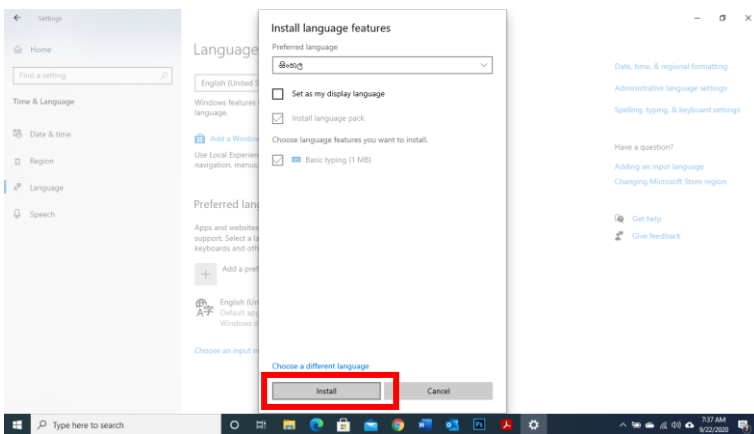 Settings
Home
Find a setting
Time & Language
Date & time
Region
Language
Speech
Language
English (United S
Windows features
language.
Add a Window
Use Local Experien
navigation, menus,
Preferred lang
Apps and websites
support. Select a la
keyboards and oth
Add a pref
English (Un
Default app
Windows d
Choose an input m
Install language features
Preferred language
සිංහල
Set as my display language
Install language pack
Choose language features you want to install.
Basic typing (1 MB)
Choose a different language
Install
Cancel
Date, time, & regional formatting
Administrative language settings
Spelling, typing, & keyboard settings
Have a question?
Adding an input language
Changing Microsoft Store region
Get help
Give feedback
Type here to search
7:37 AM
9/22/2020